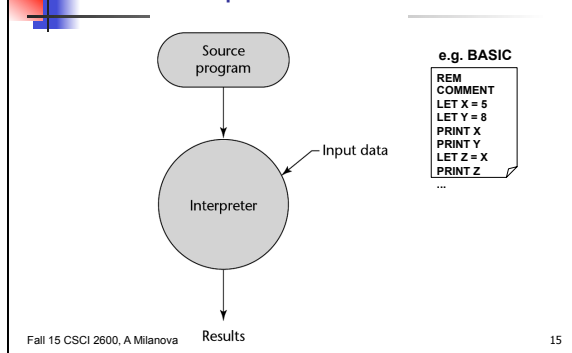 Source
program
e.g. BASIC
REM
COMMENT
LET X = 5
LET Y = 8
PRINT X
PRINT Y
LET Z = X
PRINT Z
...
Input data
Interpreter
Results
Fall 15 CSCI 2600, A Milanova
15